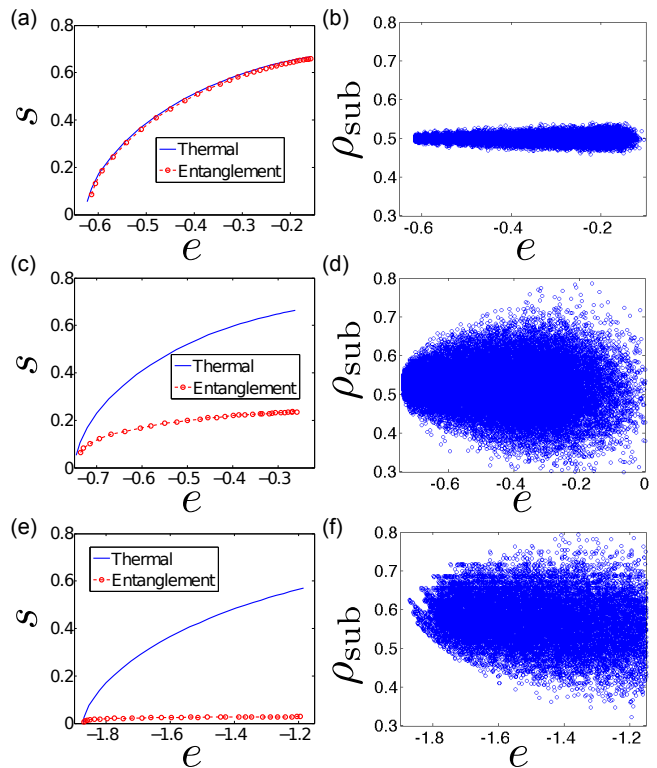 (a)
0.8
0.6
0.4
0.2
0
s
Thermal
Entanglement
−0.6 −0.5 −0.4 −0.3 −0.2
e
(b)
0.8
0.7
0.6
0.5
0.4
0.3
ρsub
-0.6 -0.4 -0.2
e
(c)
0.8
0.6
0.4
0.2
0
s
Thermal
Entanglement
−0.7 −0.6 −0.5 −0.4 −0.3
e
(d)
0.8
0.7
0.6
0.5
0.4
0.3
ρsub
-0.6 -0.4 -0.2 0
e
(e)
0.8
0.6
0.4
0.2
0
s
Thermal
Entanglement
−1.8 −1.6 −1.4 −1.2
e
(f)
0.8
0.7
0.6
0.5
0.4
0.3
ρsub
-1.8 -1.6 -1.4 -1.2
e